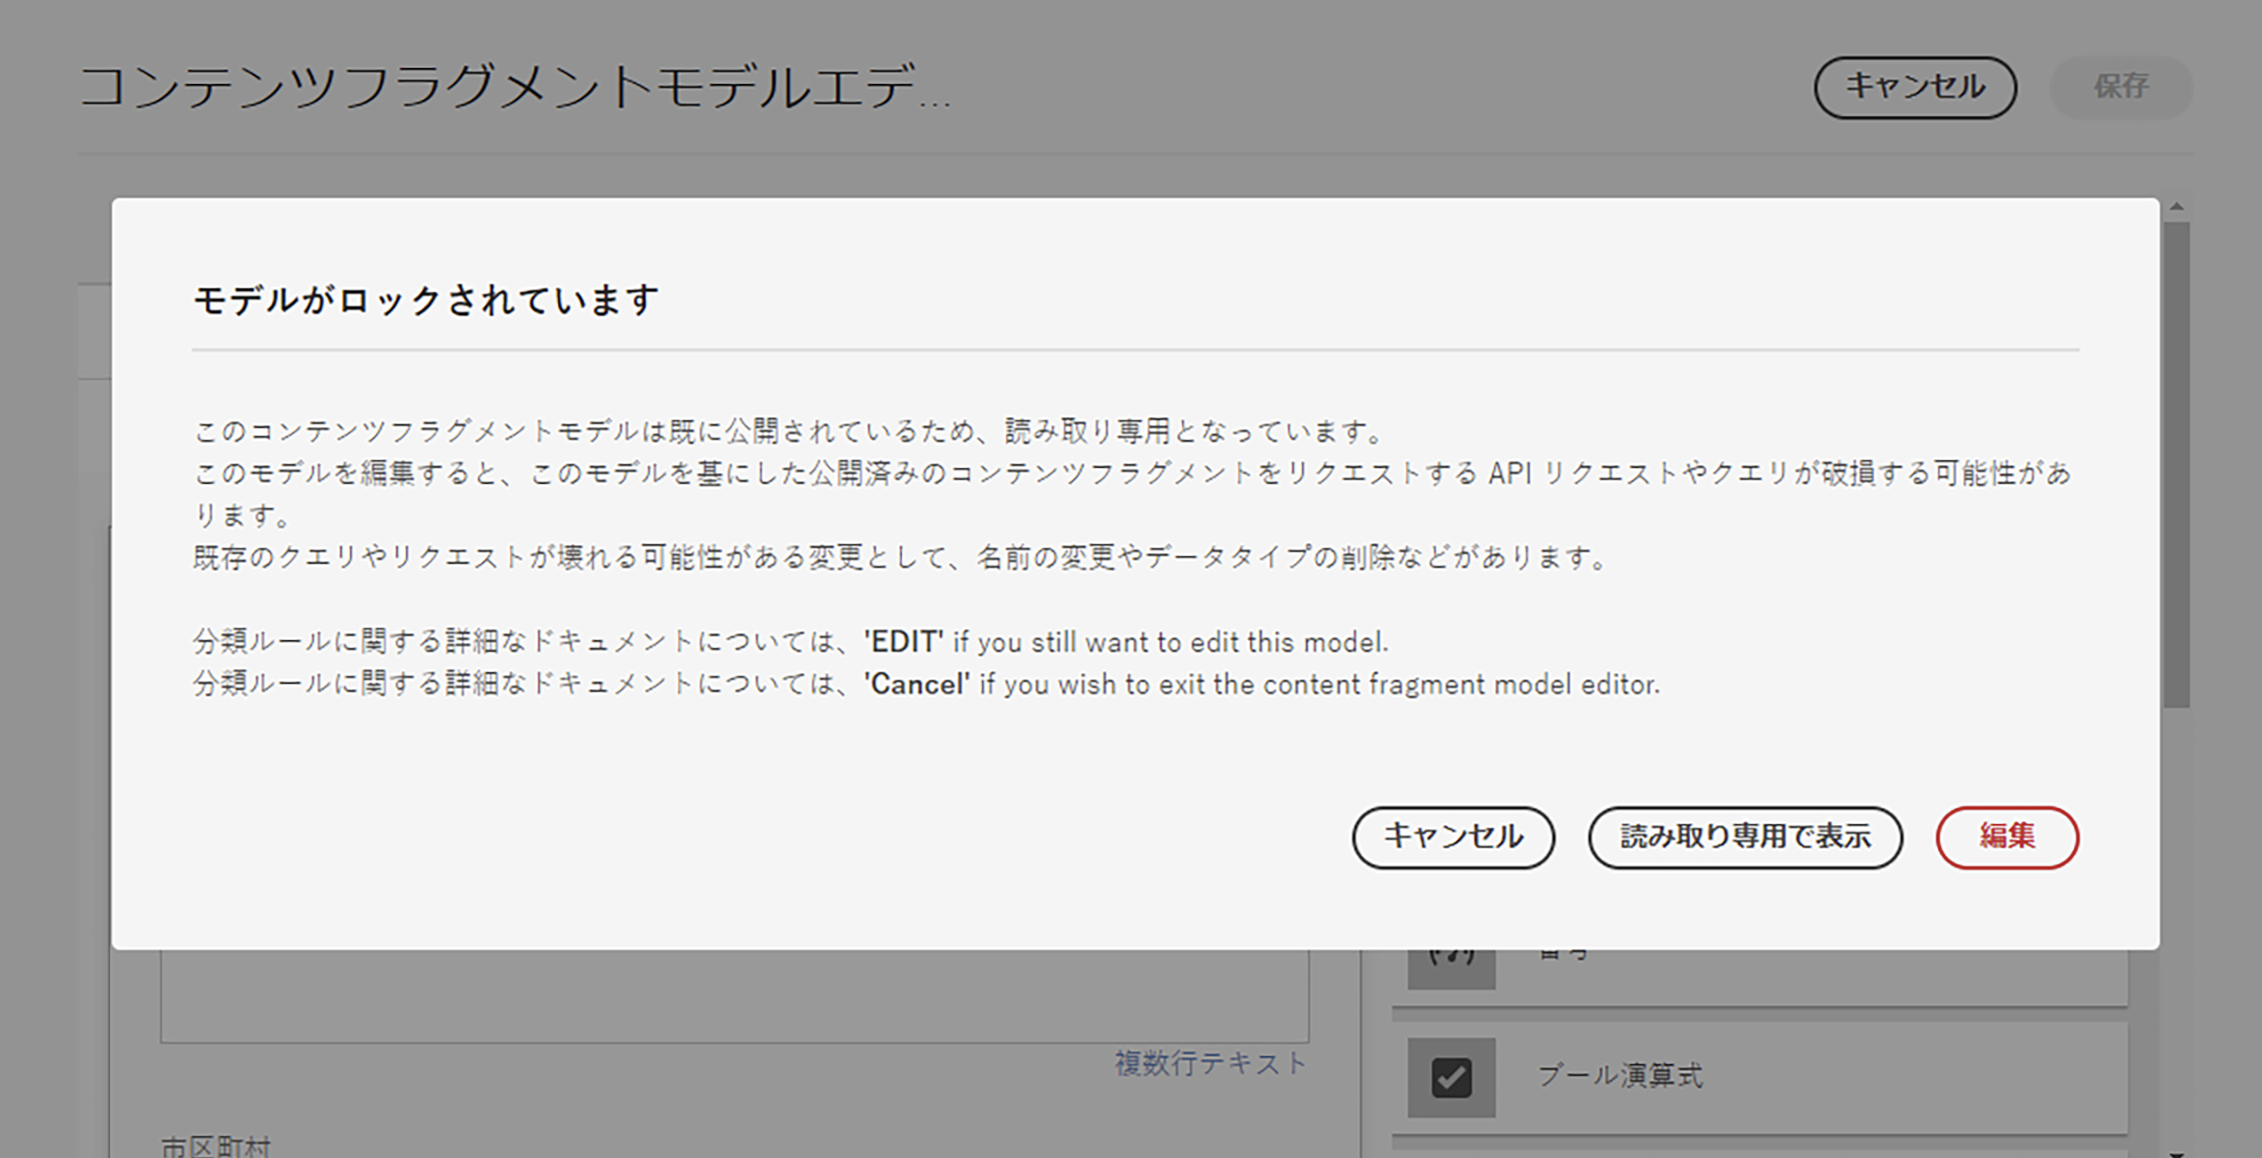 コンテンツフラグメントモデルエデ...
キャンセル
保存
モデルがロックされています
このコンテンツフラグメントモデルは既に公開されているため、読み取り専用となっています。
このモデルを編集すると、このモデルを基にした公開済みのコンテンツフラグメントをリクエストする API リクエストやクエリが破損する可能性があ
ります。
既存のクエリやリクエストが壊れる可能性がある変更として、名前の変更やデータタイプの削除などがあります。
分類ルールに関する詳細なドキュメントについては、'EDIT' if you still want to edit this model.
分類ルールに関する詳細なドキュメントについては、'Cancel' if you wish to exit the content fragment model editor.
キャンセル
読み取り専用で表示
編集
複数行テキスト
ブール演算式
市区町村